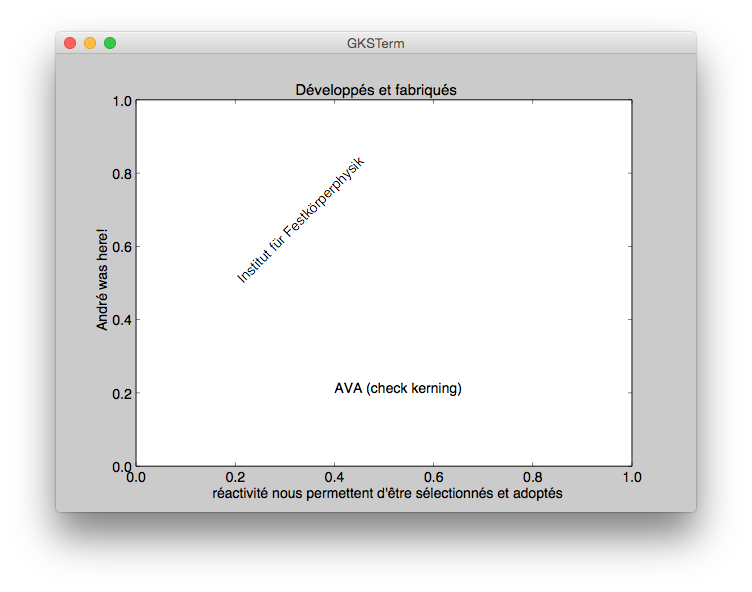 GKSTerm
Développés et fabriqués
1.0
0.8
Institut für Festkörperphysik
0.6
André was here!
0.4
0.2
AVA (check kerning)
0.0
0.0 0.2 0.4 0.6 0.8 1.0
réactivité nous permettent d'être sélectionnés et adoptés